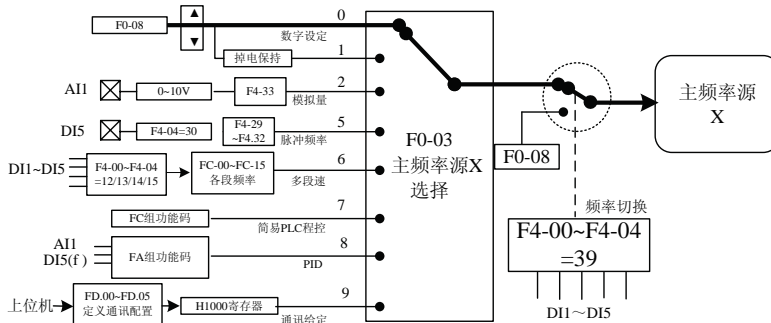 F0-08
▲
▼
0
数字设定
掉电保持
1
AI1
0~10V
F4-33
2
模拟量
DI5
F4-04=30
F4-29
~F4.32
5
脉冲频率
DI1~DI5
F4-00~F4-04
=12/13/14/15
FC-00~FC-15
各段频率
6
多段速
FC组功能码
7
简易PLC程控
AI1
DI5(f )
FA组功能码
8
PID
上位机
FD.00~FD.05
定义通讯配置
H1000寄存器
9
通讯给定
F0-03
主频率源X
选择
F0-08
主频率源
X
频率切换
F4-00~F4-04
=39
DI1～DI5